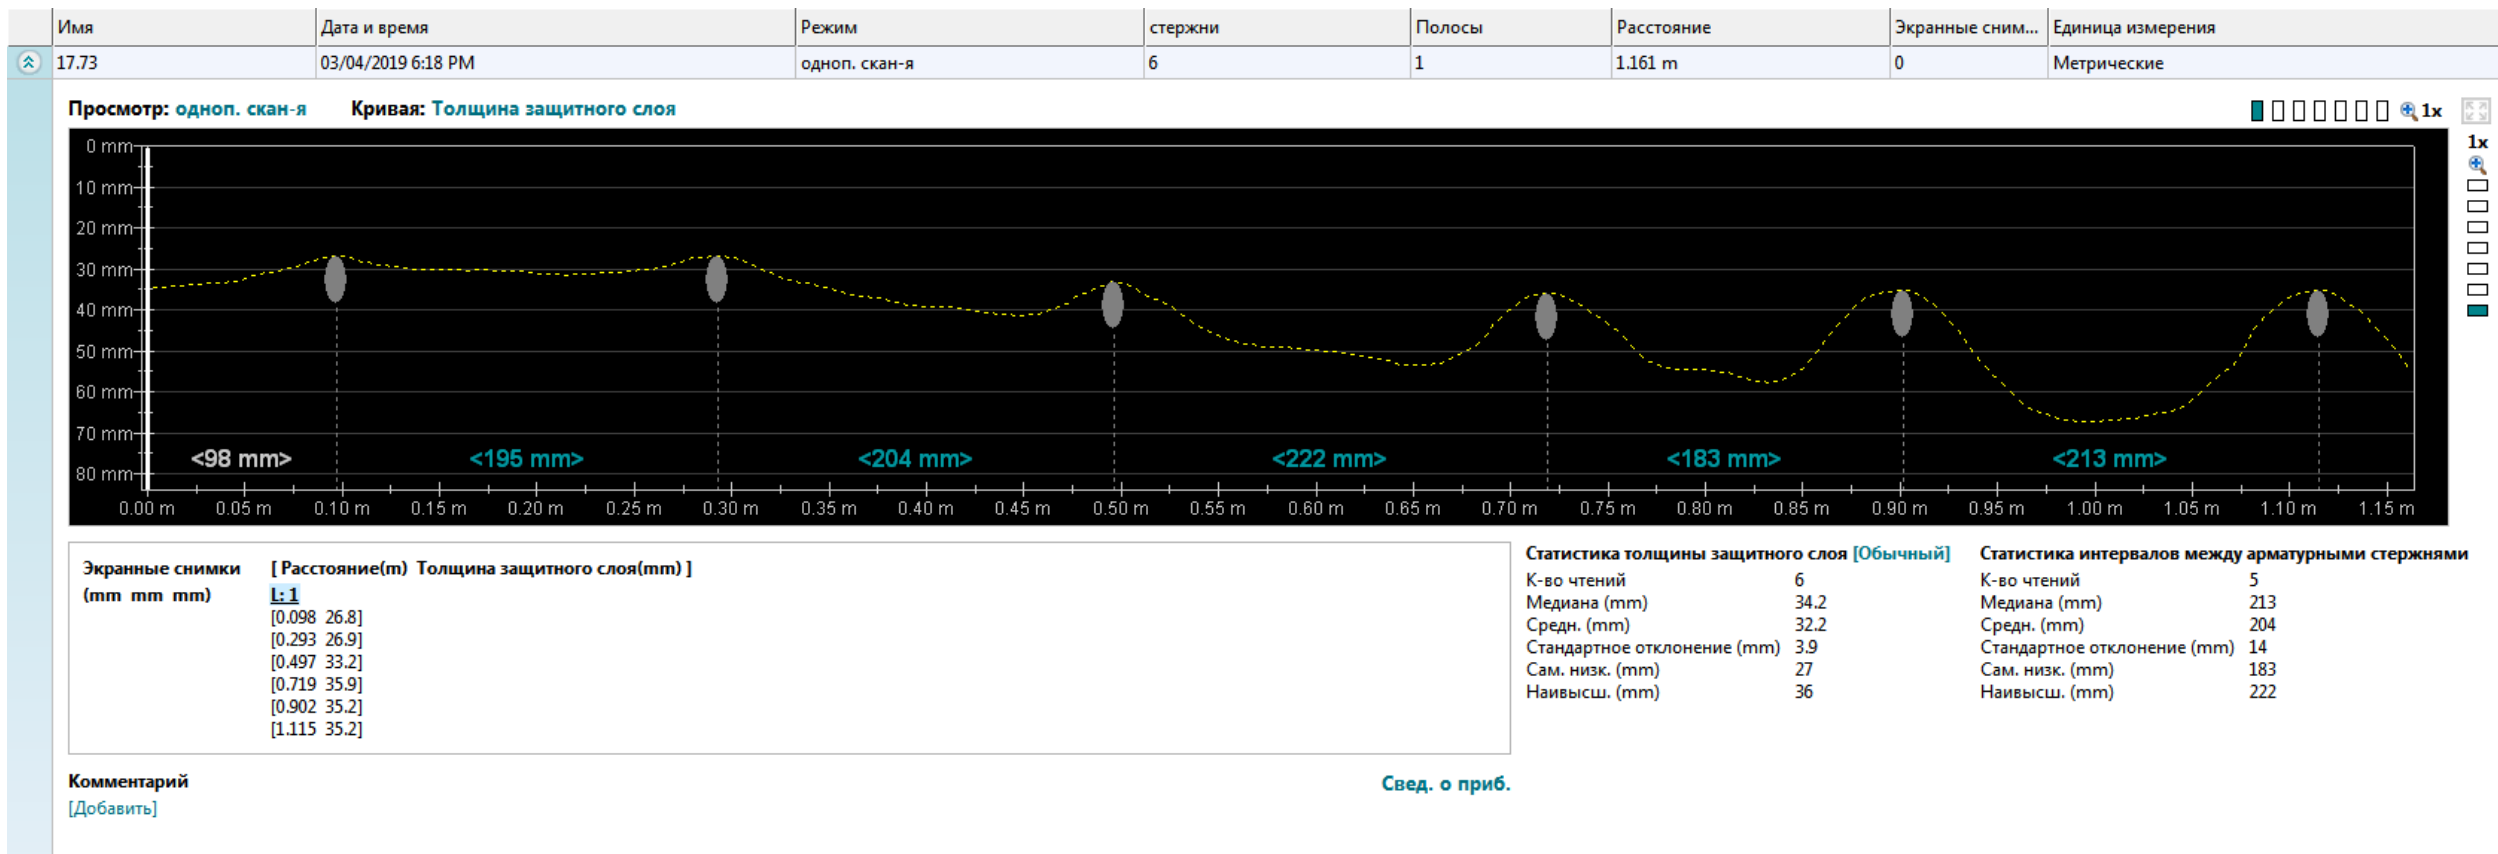 Имя Дата и время Режим стержни Полосы Расстояние Экранные сним... Единица измерения
17.73 03/04/2019 6:18 PM одноп. скан-я 6 1 1.161 m 0 Метрические
Просмотр: одноп. скан-я Кривая: Толщина защитного слоя 1x
1x
0 mm
10 mm
20 mm
30 mm
40 mm
50 mm
60 mm
70 mm
<98 mm> <195 mm> <204 mm> <222 mm> <183 mm> <213 mm>
80 mm
0.00 m 0.05 m 0.10 m 0.15 m 0.20 m 0.25 m 0.30 m 0.35 m 0.40 m 0.45 m 0.50 m 0.55 m 0.60 m 0.65 m 0.70 m 0.75 m 0.80 m 0.85 m 0.90 m 0.95 m 1.00 m 1.05 m 1.10 m 1.15 m
Экранные снимки [ Расстояние(m) Толщина защитного слоя(mm) ]
(mm mm mm) L: 1
[0.098 26.8]
[0.293 26.9]
[0.497 33.2]
[0.719 35.9]
[0.902 35.2]
[1.115 35.2]
Статистика толщины защитного слоя [Обычный]
К-во чтений 6
Медиана (mm) 34.2
Средн. (mm) 32.2
Стандартное отклонение (mm) 3.9
Сам. низк. (mm) 27
Наивысш. (mm) 36
Статистика интервалов между арматурными стержнями
К-во чтений 5
Медиана (mm) 213
Средн. (mm) 204
Стандартное отклонение (mm) 14
Сам. низк. (mm) 183
Наивысш. (mm) 222
Комментарий Свед. о приб.
[Добавить]